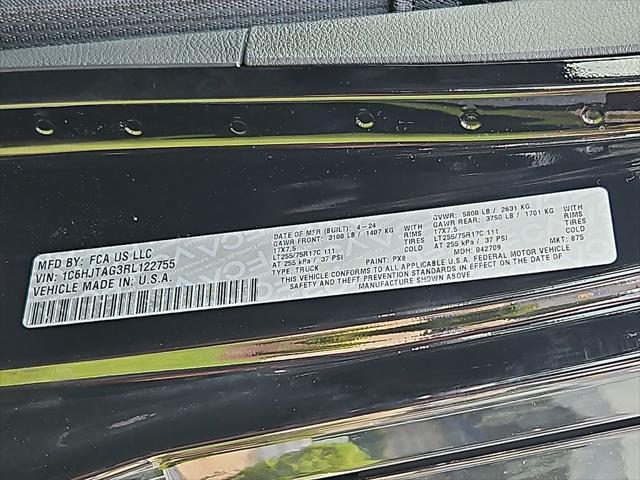 MFD BY: FCA US LLC
VIN: 1C6HJTAG3RL122755
VEHICLE MADE IN: U.S.A.
DATE OF MFR (BUILT): 4-24
GAWR FRONT: 3100 LB / 1407 KG
17X7.5 RIMS
LT255/75R17C 111.
AT 255 kPa / 37 PSI COLD
TYPE: TRUCK
GVWR: 5800 LB / 2631 KG
GAWR REAR: 3750 LB / 1701 KG
WITH 17X7.5 RIMS
LT255/75R17C 111.
AT 255 kPa / 37 PSI COLD
PAINT: PX8
MDH: 042709
MKT: 875
THIS VEHICLE CONFORMS TO ALL APPLICABLE U.S.A. FEDERAL MOTOR VEHICLE
SAFETY AND THEFT PREVENTION STANDARDS IN EFFECT ON THE DATE OF
MANUFACTURE SHOWN ABOVE.